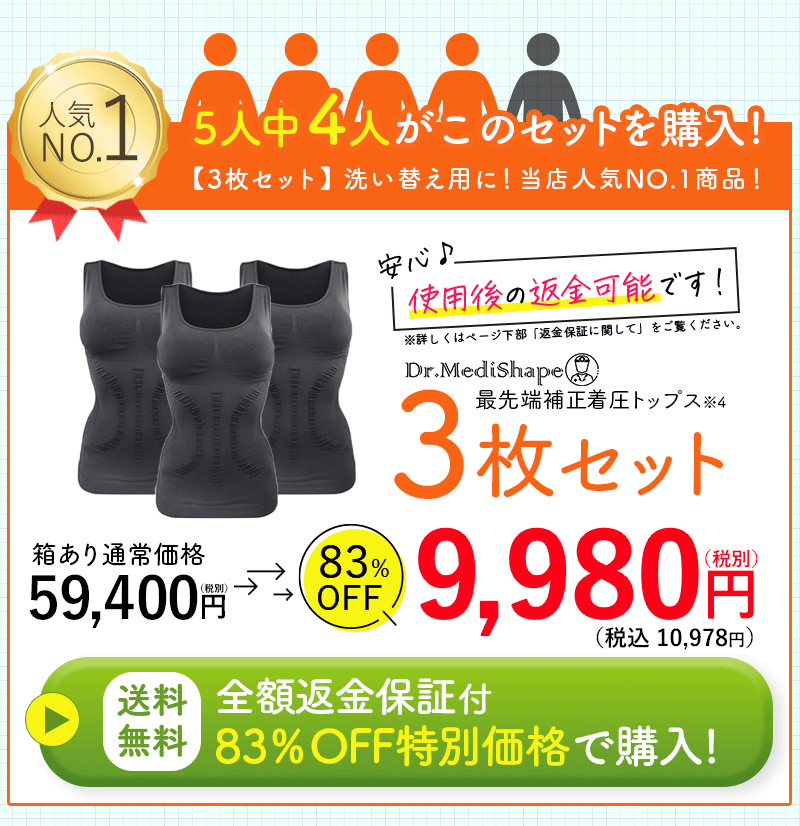 人気
NO.1
5人中4人がこのセットを購入!
【3枚セット】洗い替え用に!当店人気NO.1商品!
安心♪
使用後の返金可能です!
※詳しくはページ下部「返金保証に関して」をご覧ください。
Dr.MediShape
最先端補正着圧トップス※4
3枚セット
箱あり通常価格
59,400円(税別)
83%
OFF
9,980円(税別)
(税込 10,978円)
送料
無料
全額返金保証付
83%OFF特別価格で購入!